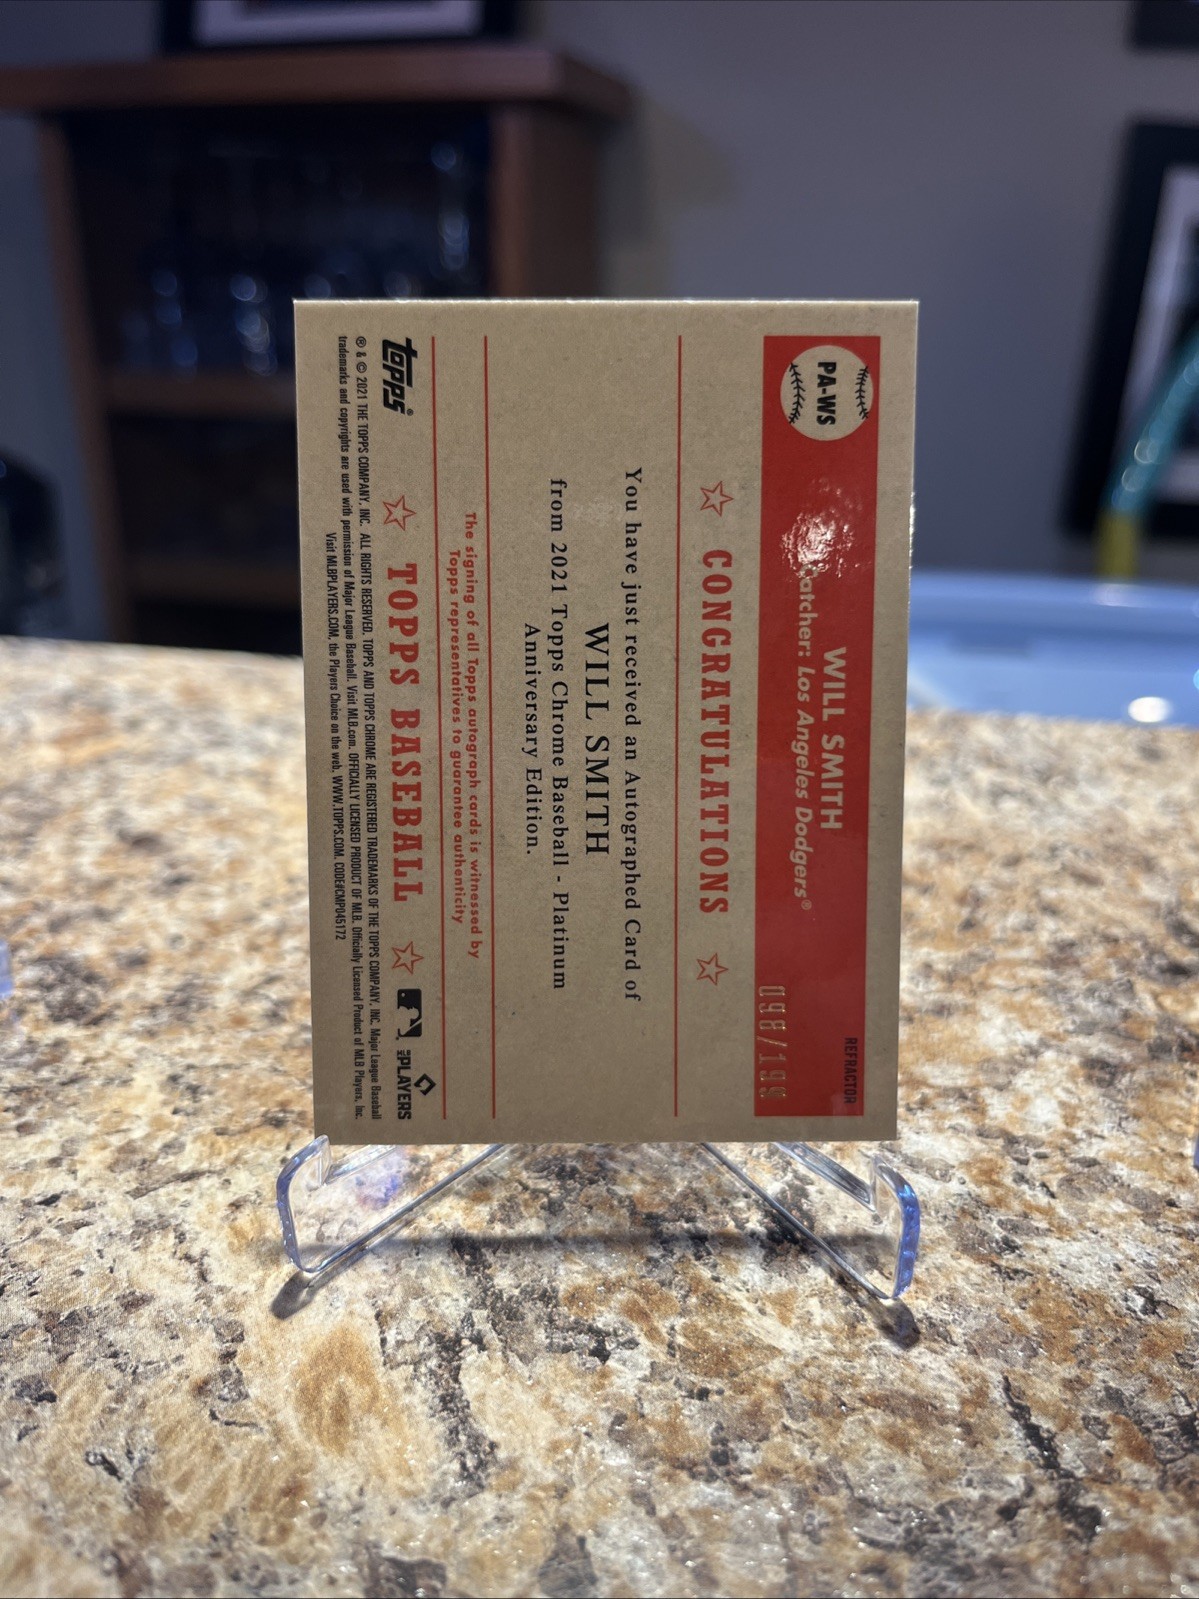 PA-WS
WILL SMITH
Catcher: Los Angeles Dodgers®
REFRACTOR
098/199
CONGRATULATIONS
You have just received an Autographed Card of
WILL SMITH
from 2021 Topps Chrome Baseball - Platinum
Anniversary Edition.
The signing of all Topps autograph cards is witnessed by
Topps representatives to guarantee authenticity
topps®
TOPPS BASEBALL
MLB PLAYERS
® & © 2021 THE TOPPS COMPANY, INC. ALL RIGHTS RESERVED. TOPPS AND TOPPS CHROME ARE REGISTERED TRADEMARKS OF THE TOPPS COMPANY, INC. Major League Baseball
trademarks and copyrights are used with permission of Major League Baseball. Visit MLB.com. OFFICIALLY LICENSED PRODUCT OF MLB. Officially Licensed Product of MLB Players, Inc.
Visit MLBPLAYERS.COM, the Players Choice on the web. WWW.TOPPS.COM. CODE#CMP045172